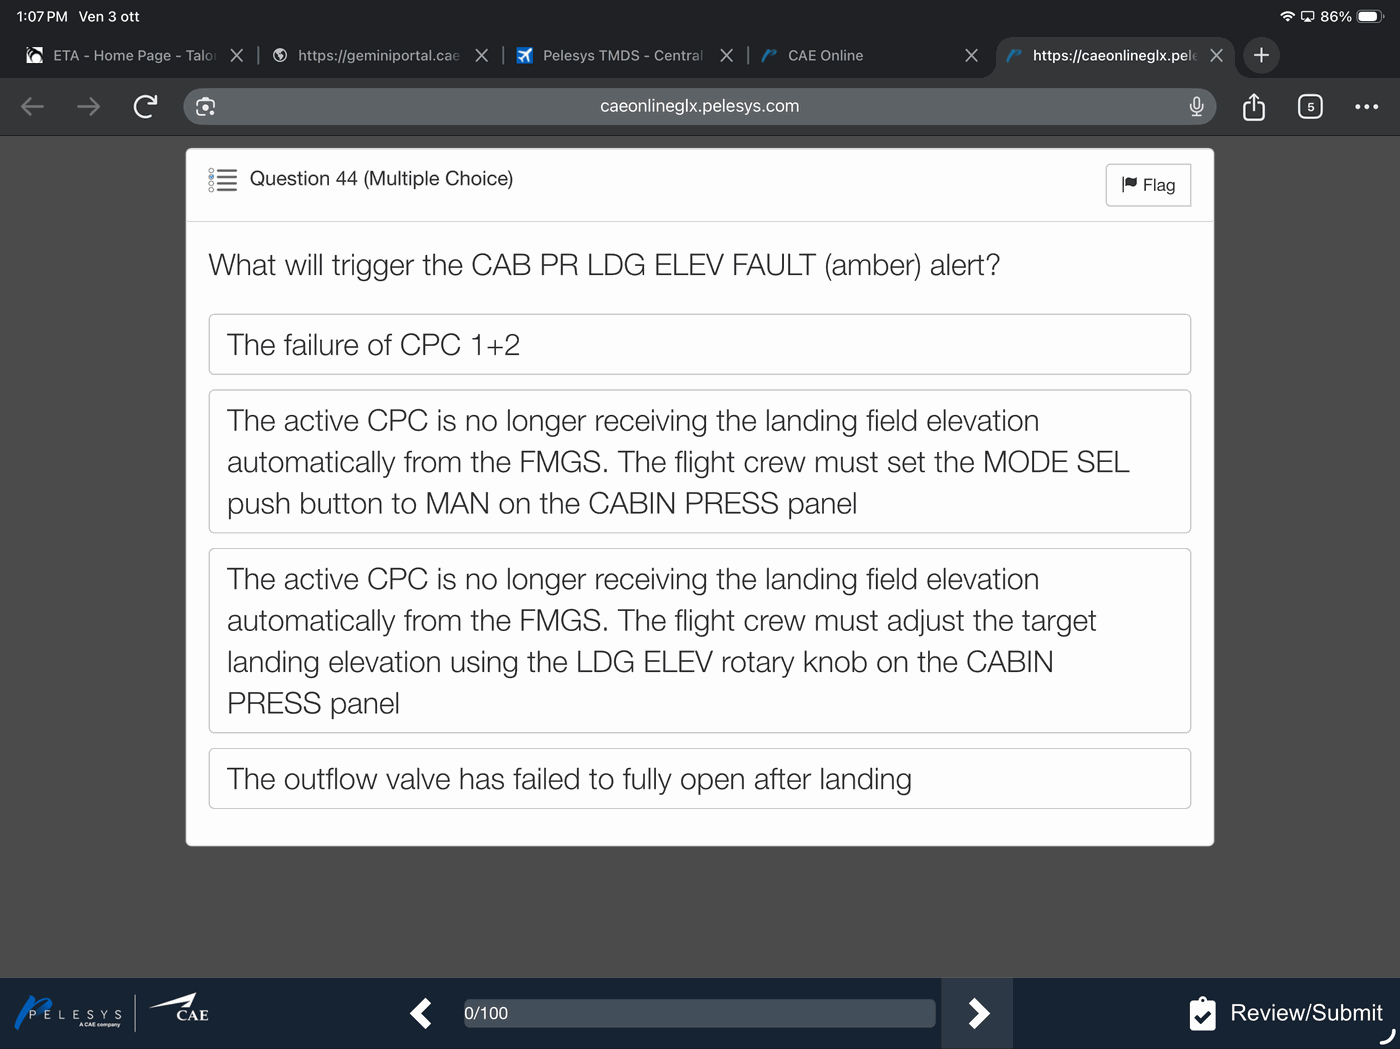 1:07 PM Ven 3 ott
86%
ETA - Home Page - Talo
https://geminiportal.cae
Pelesys TMDS - Central
CAE Online
https://caeonlineglx.pele
caeonlineglx.pelesys.com
5
Question 44 (Multiple Choice)
Flag
What will trigger the CAB PR LDG ELEV FAULT (amber) alert?
The failure of CPC 1+2
The active CPC is no longer receiving the landing field elevation
automatically from the FMGS. The flight crew must set the MODE SEL
push button to MAN on the CABIN PRESS panel
The active CPC is no longer receiving the landing field elevation
automatically from the FMGS. The flight crew must adjust the target
landing elevation using the LDG ELEV rotary knob on the CABIN
PRESS panel
The outflow valve has failed to fully open after landing
PELESYS
A CAE company
CAE
0/100
Review/Submit